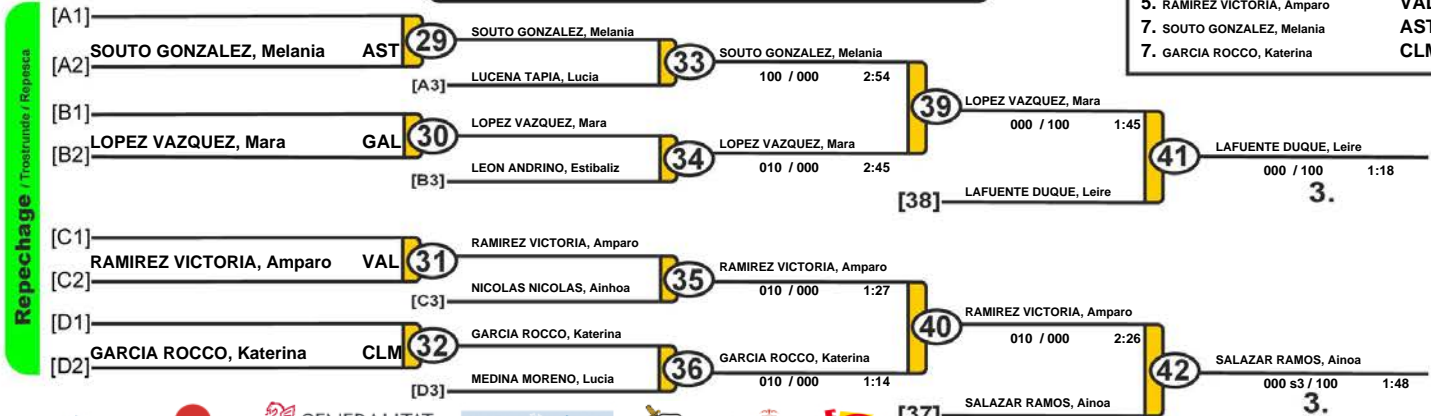 5. RAMIREZ VICTORIA, Amparo VAL
7. SOUTO GONZALEZ, Melania AST
7. GARCIA ROCCO, Katerina CLM
Repechage / Trostrunde / Repesca
[A1]
SOUTO GONZALEZ, Melania AST
[A2]
29
SOUTO GONZALEZ, Melania
[A3]
LUCENA TAPIA, Lucia
33
SOUTO GONZALEZ, Melania
100 / 000 2:54
[B1]
LOPEZ VAZQUEZ, Mara GAL
[B2]
30
LOPEZ VAZQUEZ, Mara
[B3]
LEON ANDRINO, Estibaliz
34
LOPEZ VAZQUEZ, Mara
010 / 000 2:45
39
LOPEZ VAZQUEZ, Mara
000 / 100 1:45
[38]
LAFUENTE DUQUE, Leire
41
LAFUENTE DUQUE, Leire
000 / 100 1:18
3.
[C1]
RAMIREZ VICTORIA, Amparo VAL
[C2]
31
RAMIREZ VICTORIA, Amparo
[C3]
NICOLAS NICOLAS, Ainhoa
35
RAMIREZ VICTORIA, Amparo
010 / 000 1:27
[D1]
GARCIA ROCCO, Katerina CLM
[D2]
32
GARCIA ROCCO, Katerina
[D3]
MEDINA MORENO, Lucia
36
GARCIA ROCCO, Katerina
010 / 000 1:14
40
RAMIREZ VICTORIA, Amparo
010 / 000 2:26
[37]
SALAZAR RAMOS, Ainoa
42
SALAZAR RAMOS, Ainoa
000 s3 / 100 1:48
3.
GENERALITAT